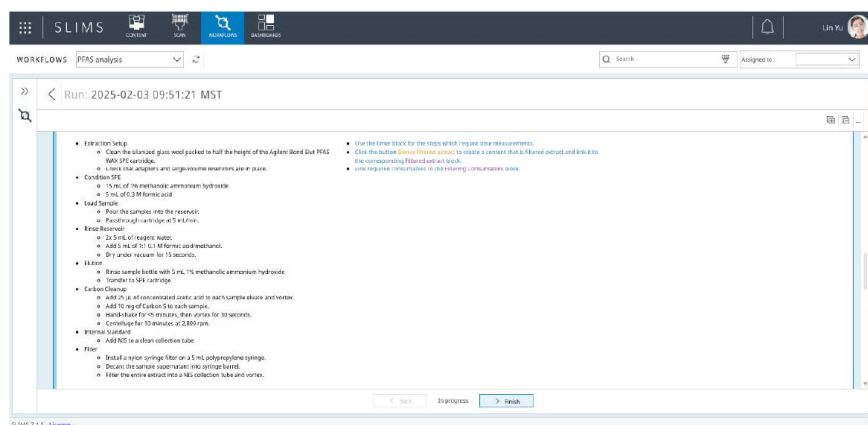 SLIMS
CONTENT
SCAN
WORKFLOWS
DASHBOARDS
Lin Yu
WORKFLOWS
PFAS analysis
Search
Assigned to
Run: 2025-02-03 09:51:21 MST
Extraction Setup
Clean the silanized glass wool packed to half the height of the Agilent Bond Elut PFAS
WAX SPE cartridge.
Check that adapters and large-volume reservoirs are in place.
Condition SPE
15 mL of 1% methanolic ammonium hydroxide
5 mL of 0.3 M formic acid
Load Sample
Pour the samples into the reservoir.
Passthrough cartridge at 5 mL/min.
Rinse Reservoir
2x 5 mL of reagent water.
Add 5 mL of 1:1 0.1 M formic acid/methanol.
Dry under vacuum for 15 seconds.
Elution
Rinse sample bottle with 5 mL 1% methanolic ammonium hydroxide
Transfer to SPE cartridge
Carbon Cleanup
Add 25 µL of concentrated acetic acid to each sample eluate and vortex
Add 10 mg of Carbon S to each sample.
Hand-shake for <5 minutes, then vortex for 30 seconds.
Centrifuge for 10 minutes at 2,800 rpm.
Internal Standard
Add NIS to a clean collection tube
Filter
Install a nylon syringe filter on a 5 mL polypropylene syringe.
Decant the sample supernatant into syringe barrel.
Filter the entire extract into a NIS collection tube and vortex.
Use the timer block for the steps which require time measurements
Click the button Derive Filtered extract to create a content that is filtered extract and link it to
the corresponding Filtered extract block.
Link required consumables in the Filtering Consumables block.
Back
In progress
Finish